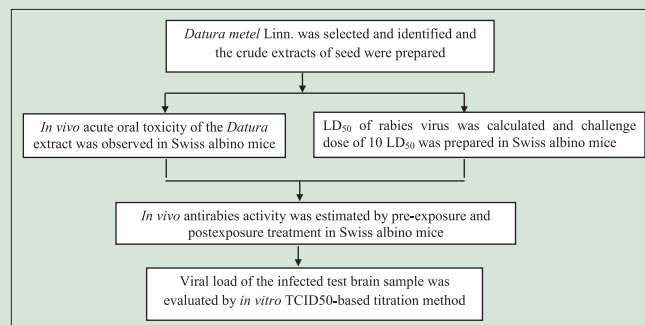 Datura metel Linn. was selected and identified and
the crude extracts of seed were prepared
In vivo acute oral toxicity of the Datura
extract was observed in Swiss albino mice
LD50 of rabies virus was calculated and challenge
dose of 10 LD50 was prepared in Swiss albino mice
In vivo antirabies activity was estimated by pre-exposure and
postexposure treatment in Swiss albino mice
Viral load of the infected test brain sample was
evaluated by in vitro TCID50-based titration method